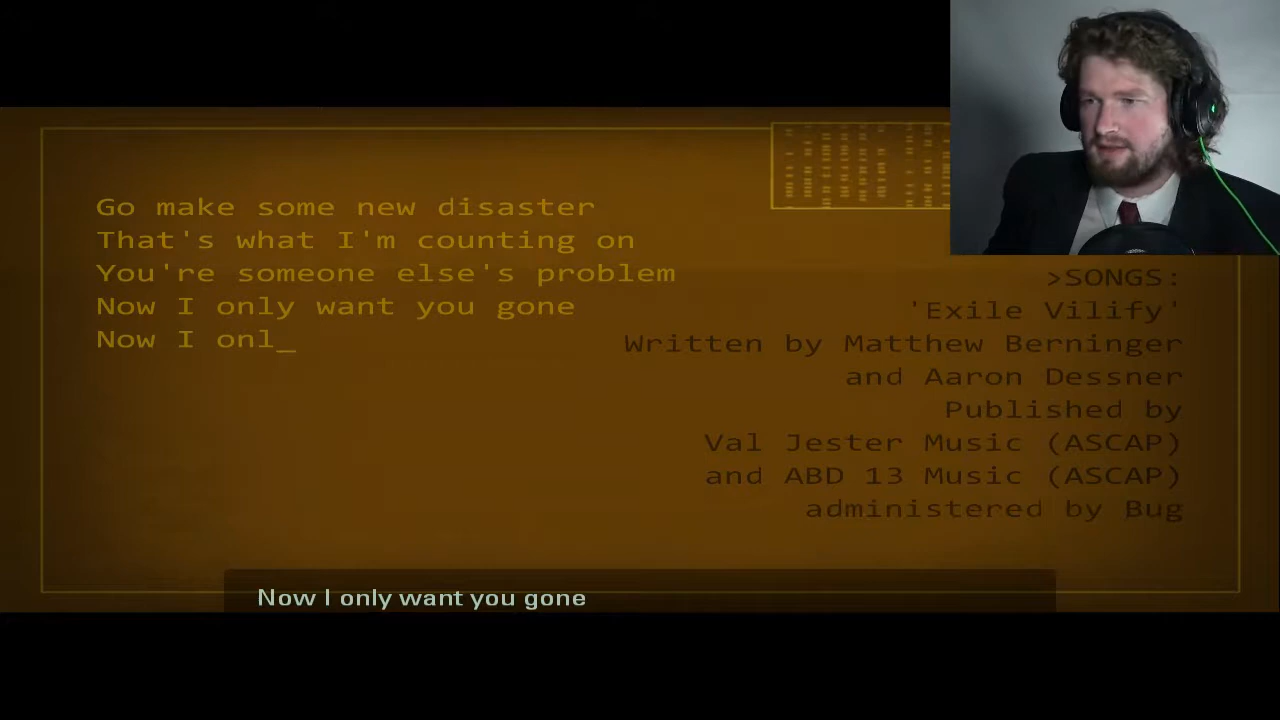 Go make some new disaster
That's what I'm counting on
You're someone else's problem
Now I only want you gone
Now I onl_
>SONGS:
'Exile Vilify'
Written by Matthew Berninger
and Aaron Dessner
Published by
Val Jester Music (ASCAP)
and ABD 13 Music (ASCAP)
administered by Bug
Now I only want you gone